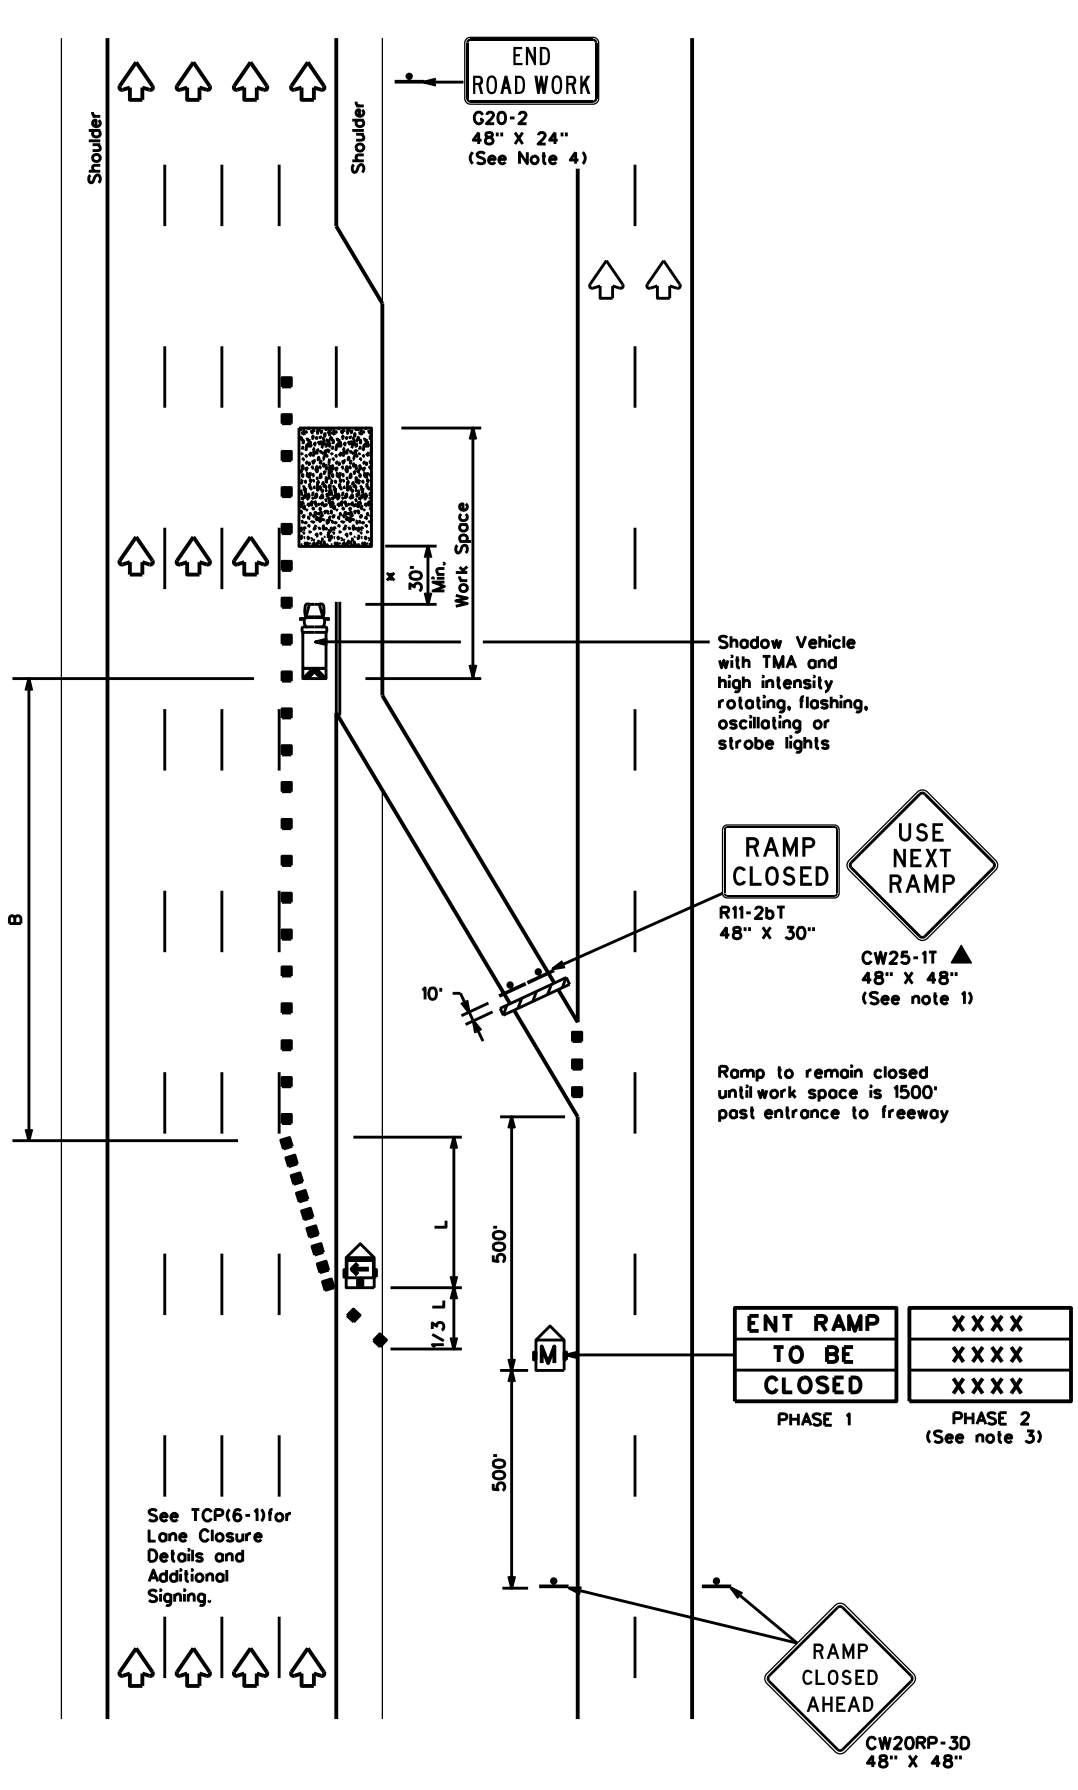 END
ROAD WORK
G20-2
48" X 24"
(See Note 4)
Shoulder
Shoulder
x
30'
Min.
Work Space
Shadow Vehicle
with TMA and
high intensity
rotating, flashing,
oscillating or
strobe lights
RAMP
CLOSED
R11-2bT
48" X 30"
USE
NEXT
RAMP
CW25-1T
48" X 48"
(See note 1)
B
10'
Ramp to remain closed
until work space is 1500'
past entrance to freeway
L
1/3 L
500'
M
ENT RAMP
TO BE
CLOSED
PHASE 1
XXXX
XXXX
XXXX
PHASE 2
(See note 3)
500'
See TCP(6-1)for
Lane Closure
Details and
Additional
Signing.
RAMP
CLOSED
AHEAD
CW20RP-3D
48" X 48"